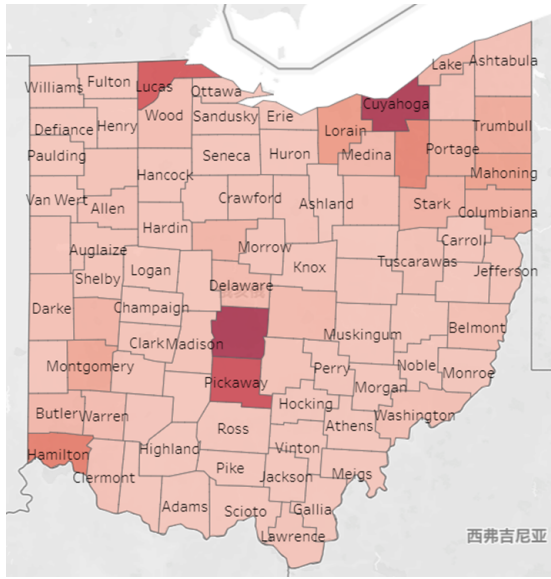 Lake
Ashtabula
Williams
Fulton
Lucas
Ottawa
Cuyahoga
Defiance
Henry
Wood
Sandusky
Erie
Lorain
Trumbull
Paulding
Seneca
Huron
Medina
Portage
Mahoning
Hancock
Van Wert
Allen
Crawford
Ashland
Stark
Columbiana
Hardin
Auglaize
Morrow
Carroll
Shelby
Logan
Knox
Tuscarawas
Jefferson
Delaware
Darke
Champaign
Muskingum
Belmont
Clark
Madison
Montgomery
Pickaway
Perry
Noble
Monroe
Morgan
Butler
Warren
Hocking
Washington
Ross
Athens
Hamilton
Highland
Vinton
Clermont
Pike
Jackson
Meigs
Adams
Scioto
Gallia
Lawrence
西弗吉尼亚